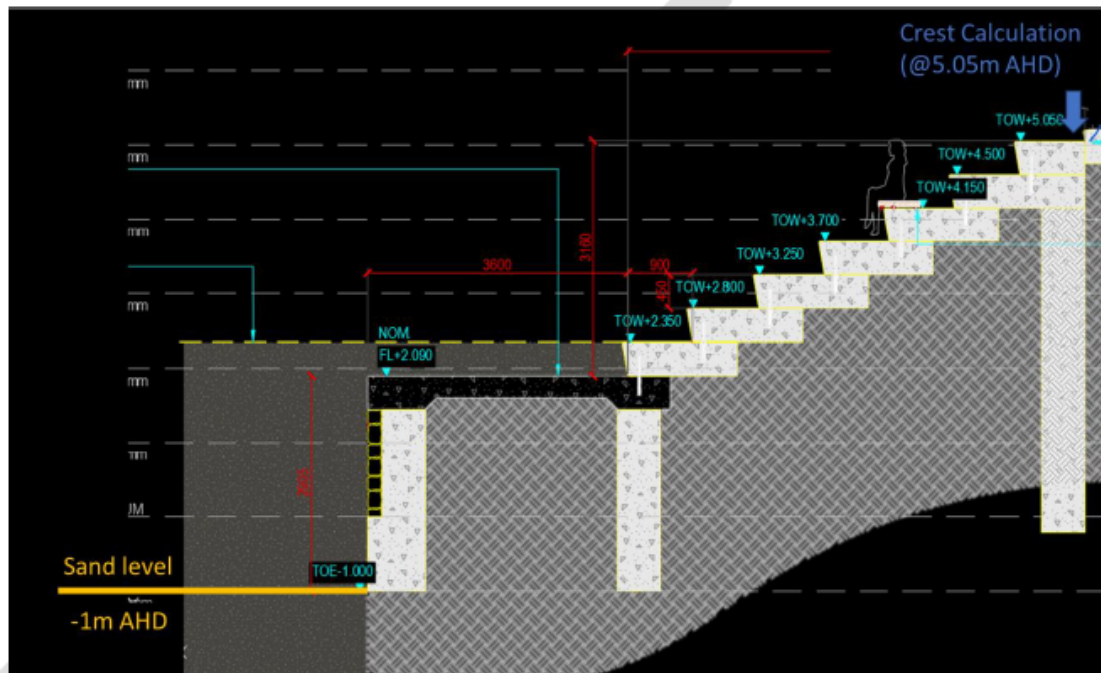 Crest Calculation
(@5.05m AHD)
mm
TOW+5.050
mm
TOW+4.500
TOW+4.150
mm
TOW+3.700
3160
3600
900
TOW+3.250
mm
450
TOW+2.800
TOW+2.350
NOM.
FL+2.090
mm
mm
Sand level
TOE-1.000
-1m AHD